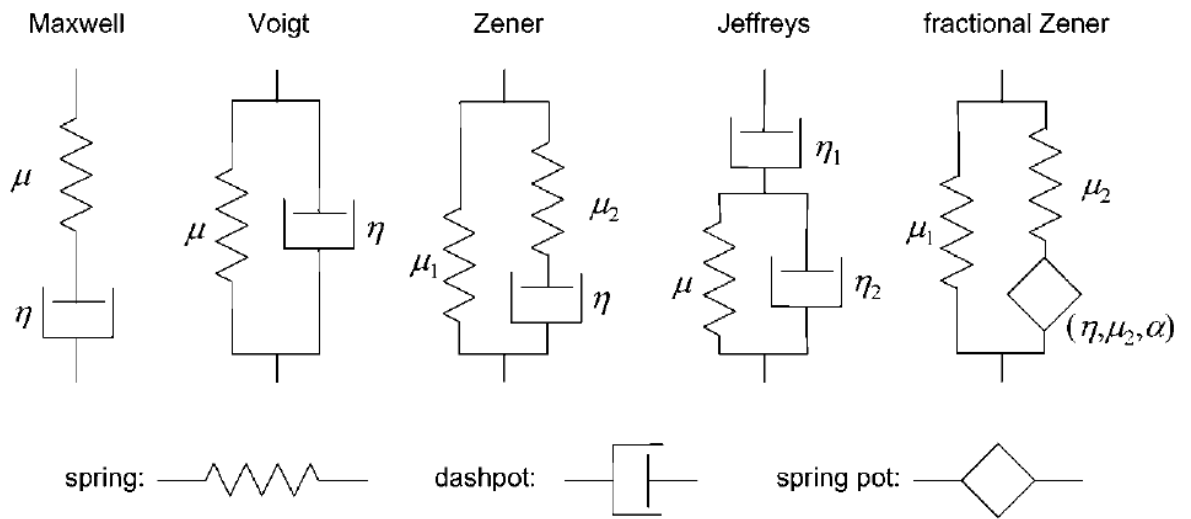 Maxwell Voigt Zener Jeffreys fractional Zener
η₁
μ μ η μ₂ μ₂
μ₁ μ₁
η μ η₂
η (η,μ₂,α)
spring: dashpot: spring pot: